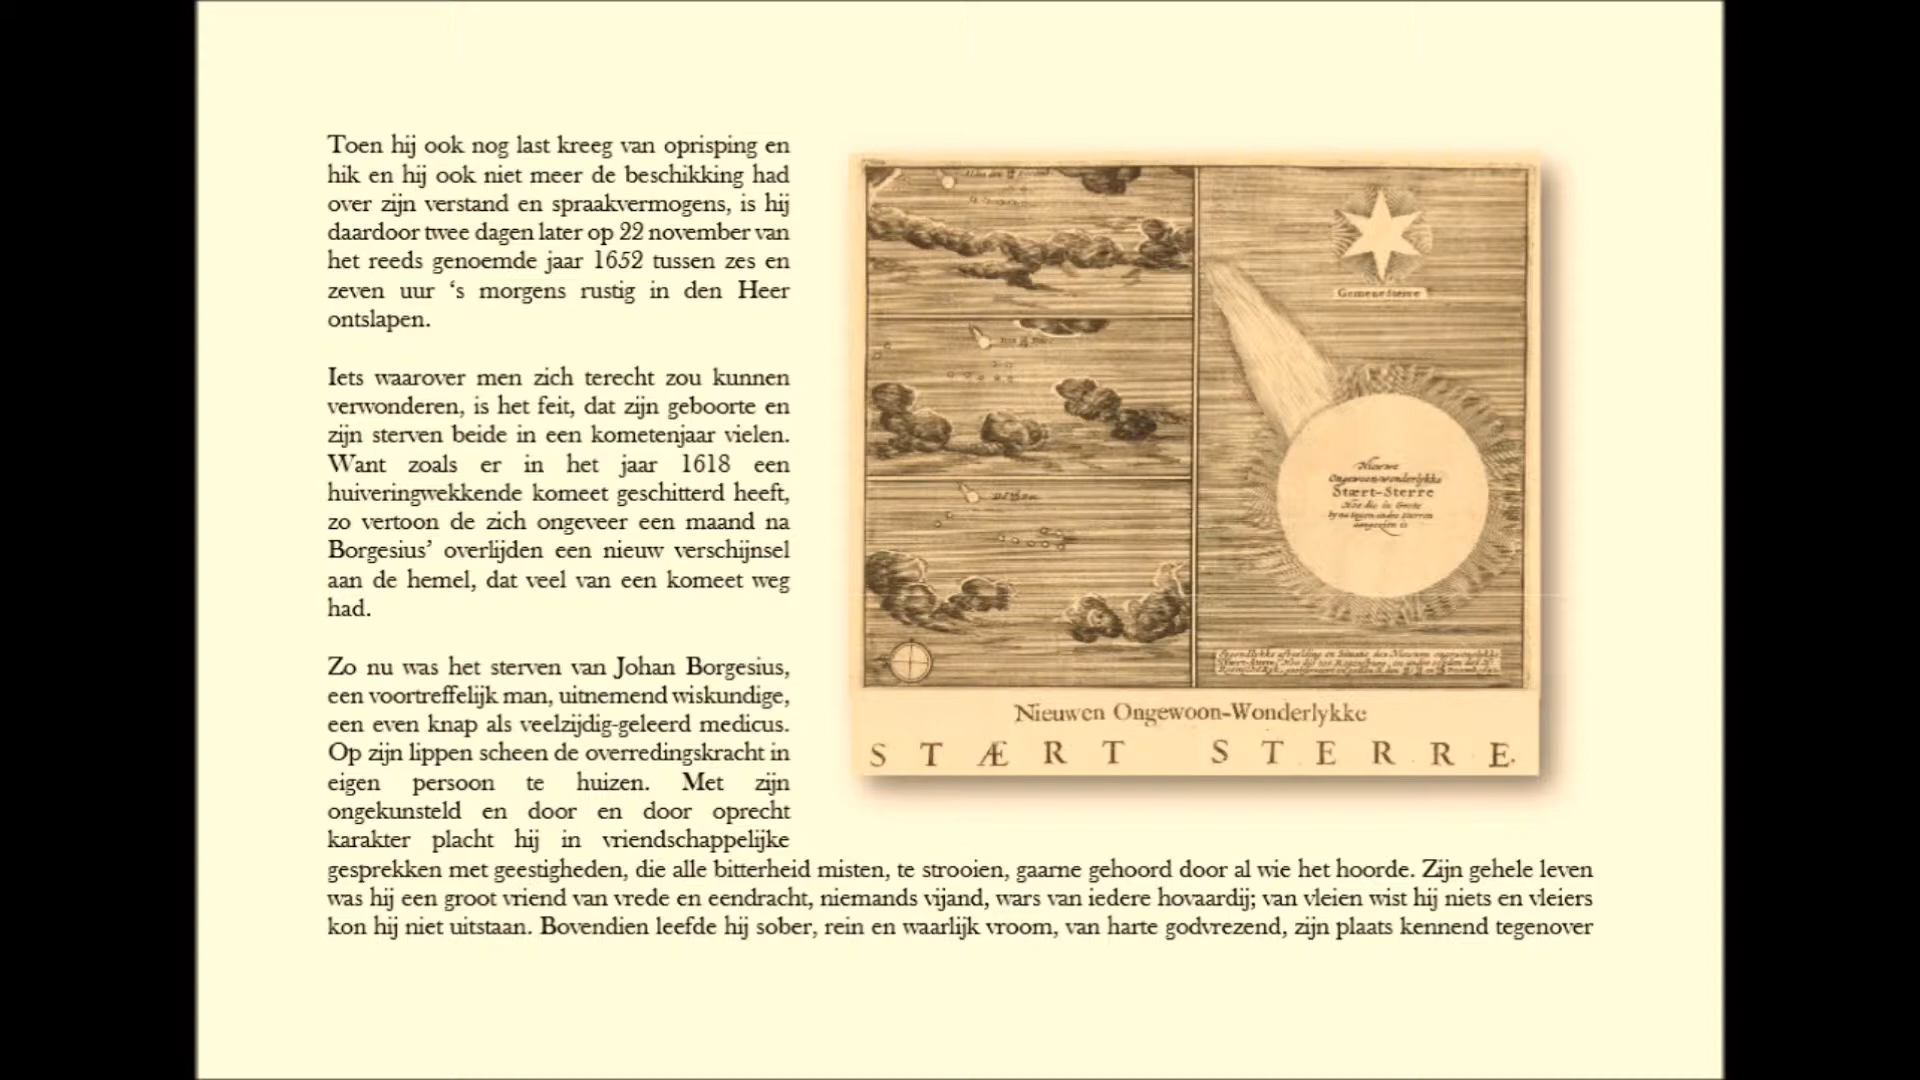 Toen hij ook nog last kreeg van oprisping en
hik en hij ook niet meer de beschikking had
over zijn verstand en spraakvermogens, is hij
daardoor twee dagen later op 22 november van
het reeds genoemde jaar 1652 tussen zes en
zeven uur ‘s morgens rustig in den Heer
ontslapen.
Iets waarover men zich terecht zou kunnen
verwonderen, is het feit, dat zijn geboorte en
zijn sterven beide in een kometenjaar vielen.
Want zoals er in het jaar 1618 een
huiveringwekkende komeet geschitterd heeft,
zo vertoon de zich ongeveer een maand na
Borgesius’ overlijden een nieuw verschijnsel
aan de hemel, dat veel van een komeet weg
had.
Zo nu was het sterven van Johan Borgesius,
een voortreffelijk man, uitnemend wiskundige,
een even knap als veelzijdig-geleerd medicus.
Op zijn lippen scheen de overredingskracht in
eigen persoon te huizen. Met zijn
ongekunsteld en door en door oprecht
karakter placht hij in vriendschappelijke
gesprekken met geestigheden, die alle bitterheid misten, te strooien, gaarne gehoord door al wie het hoorde. Zijn gehele leven
was hij een groot vriend van vrede en eendracht, niemands vijand, wars van iedere hovaardij; van vleien wist hij niets en vleiers
kon hij niet uitstaan. Bovendien leefde hij sober, rein en waarlijk vroom, van harte godvrezend, zijn plaats kennend tegenover
Gemene Sterre
Nieuwe
Ongewoon-wonderlykke
Stært-Sterre
Hoe die in Grote
Nieuwen Ongewoon-Wonderlykke
STÆRT STERRE.